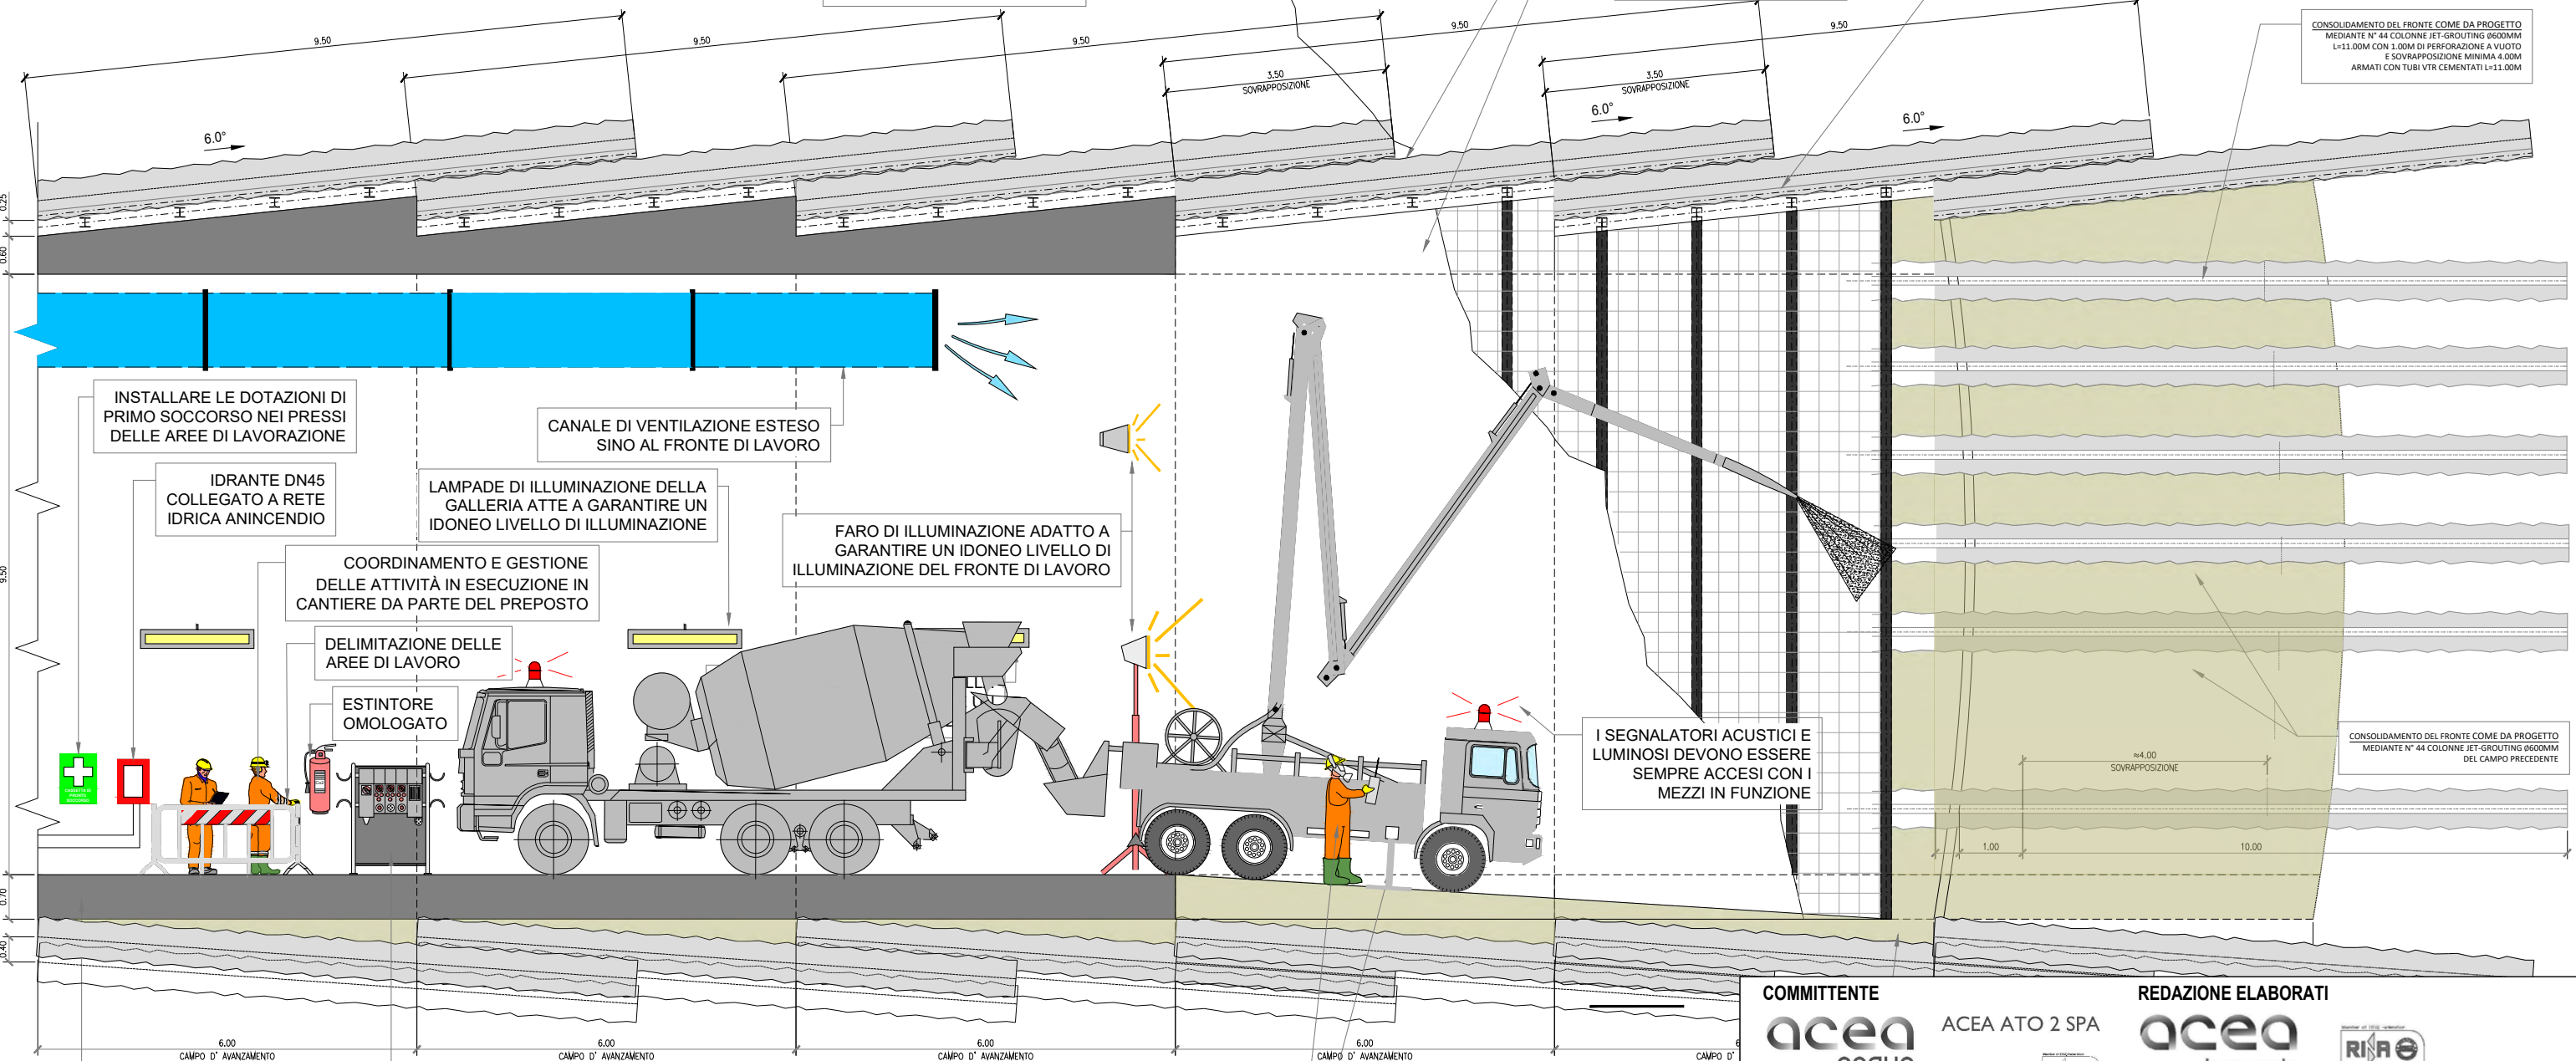 9.50
9.50
9.50
9.50
9.50
3,50
SOVRAPPOSIZIONE
3,50
SOVRAPPOSIZIONE
6.0°
6.0°
6.0°
CONSOLIDAMENTO DEL FRONTE COME DA PROGETTO
MEDIANTE N° 44 COLONNE JET-GROUTING Ø600MM
L=11.00M CON 1.00M DI PERFORAZIONE A VUOTO
E SOVRAPPOSIZIONE MINIMA 4.00M
ARMATI CON TUBI VTR CEMENTATI L=11.00M
0.25
0.60
9.50
0.70
0.40
INSTALLARE LE DOTAZIONI DI
PRIMO SOCCORSO NEI PRESSI
DELLE AREE DI LAVORAZIONE
CANALE DI VENTILAZIONE ESTESO
SINO AL FRONTE DI LAVORO
IDRANTE DN45
COLLEGATO A RETE
IDRICA ANINCENDIO
LAMPADE DI ILLUMINAZIONE DELLA
GALLERIA ATTE A GARANTIRE UN
IDONEO LIVELLO DI ILLUMINAZIONE
FARO DI ILLUMINAZIONE ADATTO A
GARANTIRE UN IDONEO LIVELLO DI
ILLUMINAZIONE DEL FRONTE DI LAVORO
COORDINAMENTO E GESTIONE
DELLE ATTIVITÀ IN ESECUZIONE IN
CANTIERE DA PARTE DEL PREPOSTO
DELIMITAZIONE DELLE
AREE DI LAVORO
ESTINTORE
OMOLOGATO
I SEGNALATORI ACUSTICI E
LUMINOSI DEVONO ESSERE
SEMPRE ACCESI CON I
MEZZI IN FUNZIONE
CONSOLIDAMENTO DEL FRONTE COME DA PROGETTO
MEDIANTE N° 44 COLONNE JET-GROUTING Ø600MM
DEL CAMPO PRECEDENTE
≈4.00
SOVRAPPOSIZIONE
1.00
10.00
6.00
CAMPO D' AVANZAMENTO
6.00
CAMPO D' AVANZAMENTO
6.00
CAMPO D' AVANZAMENTO
6.00
CAMPO D' AVANZAMENTO
CAMPO D'
COMMITTENTE
acea
ACEA ATO 2 SPA
REDAZIONE ELABORATI
acea
RINA